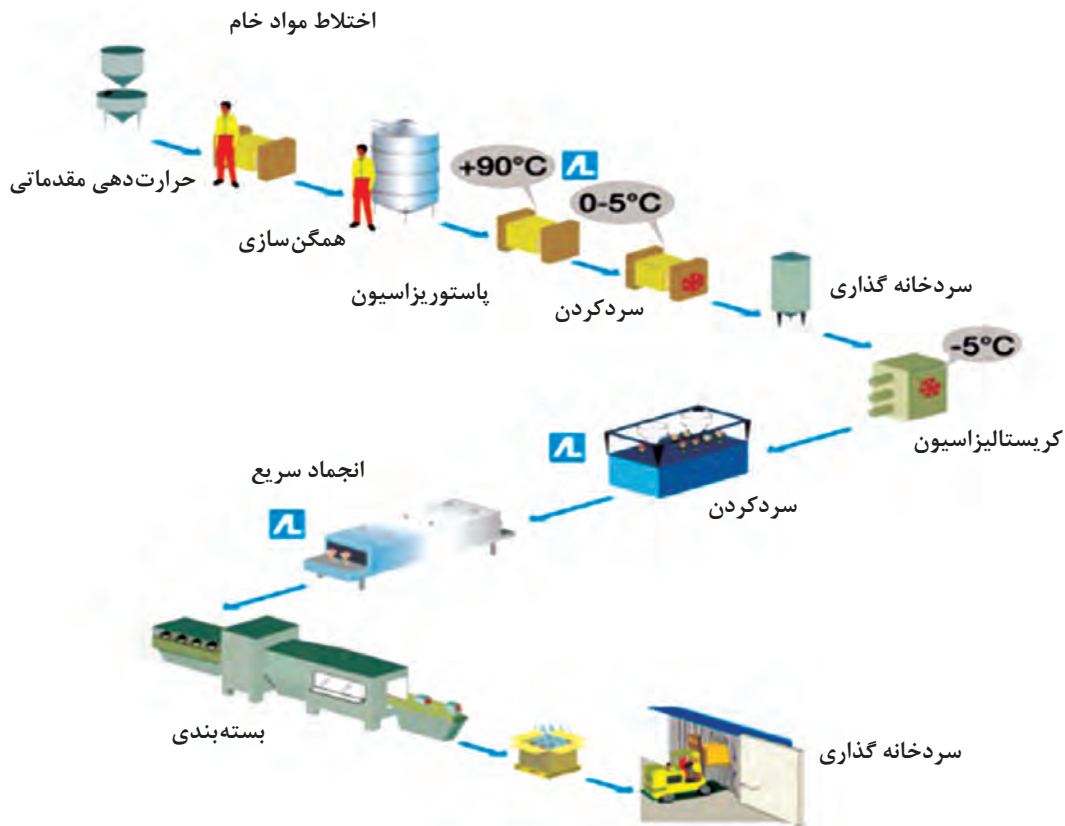 اختلاط مواد خام
حرارت‌دهی مقدماتی
همگن‌سازی
+90°C
پاستوریزاسیون
0-5°C
سردکردن
سردخانه گذاری
-5°C
کریستالیزاسیون
سردکردن
انجماد سریع
بسته‌بندی
سردخانه گذاری